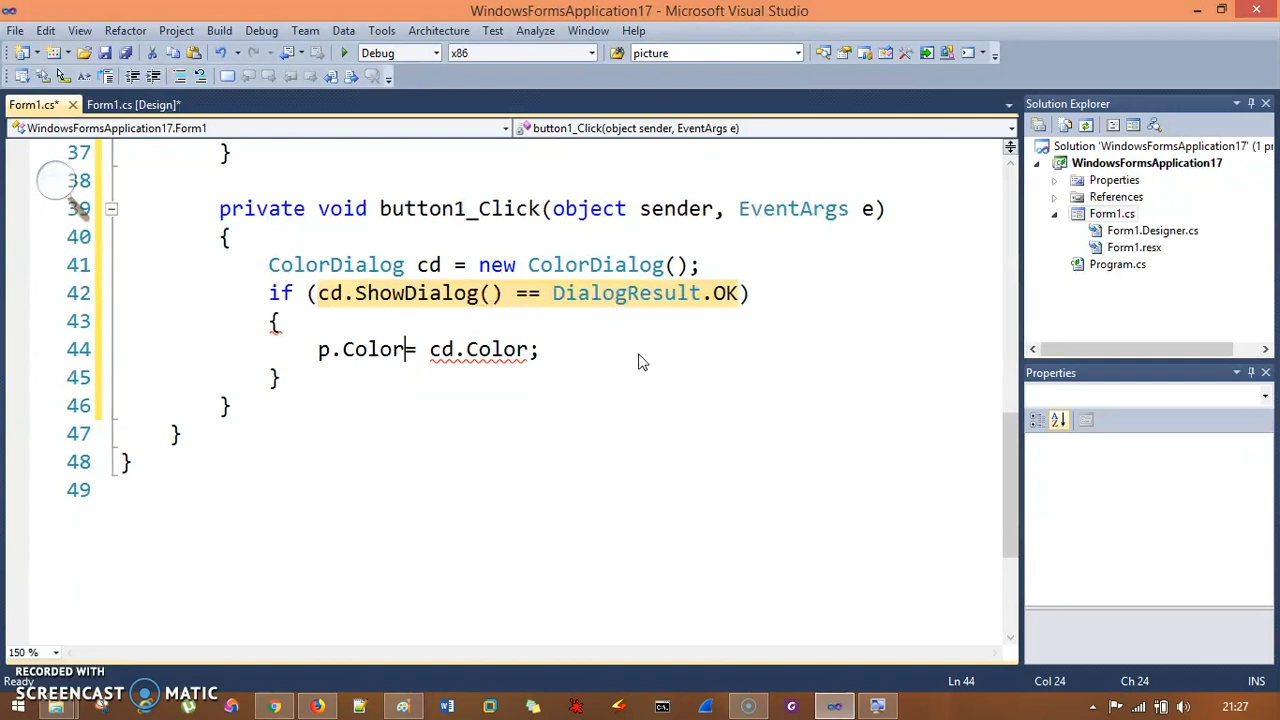 WindowsFormsApplication17 - Microsoft Visual Studio
File Edit View Refactor Project Build Debug Team Data Tools Architecture Test Analyze Window Help
Debug x86 picture
Form1.cs* Form1.cs [Design]*
WindowsFormsApplication17.Form1 button1_Click(object sender, EventArgs e)
37 }
38
39 private void button1_Click(object sender, EventArgs e)
40 {
41 ColorDialog cd = new ColorDialog();
42 if (cd.ShowDialog() == DialogResult.OK)
43 {
44 p.Color= cd.Color;
45 }
46 }
47 }
48 }
49
150 %
Solution Explorer
Solution 'WindowsFormsApplication17' (1 p
WindowsFormsApplication17
Properties
References
Form1.cs
Form1.Designer.cs
Form1.resx
Program.cs
Properties
Ready Ln 44 Col 24 Ch 24 INS
RECORDED WITH
SCREENCAST MATIC
21:27